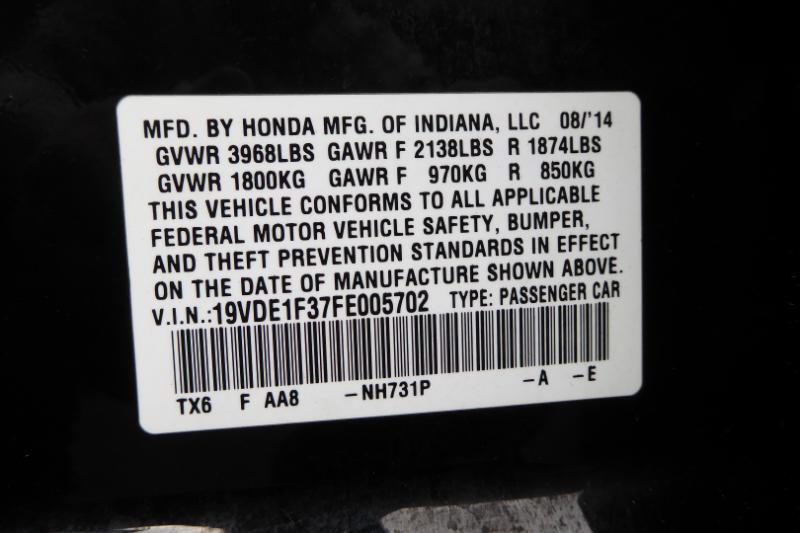 MFD. BY HONDA MFG. OF INDIANA, LLC 08/'14
GVWR 3968LBS GAWR F 2138LBS R 1874LBS
GVWR 1800KG GAWR F 970KG R 850KG
THIS VEHICLE CONFORMS TO ALL APPLICABLE
FEDERAL MOTOR VEHICLE SAFETY, BUMPER,
AND THEFT PREVENTION STANDARDS IN EFFECT
ON THE DATE OF MANUFACTURE SHOWN ABOVE.
V.I.N.:19VDE1F37FE005702 TYPE: PASSENGER CAR
TX6 F AA8 -NH731P -A -E